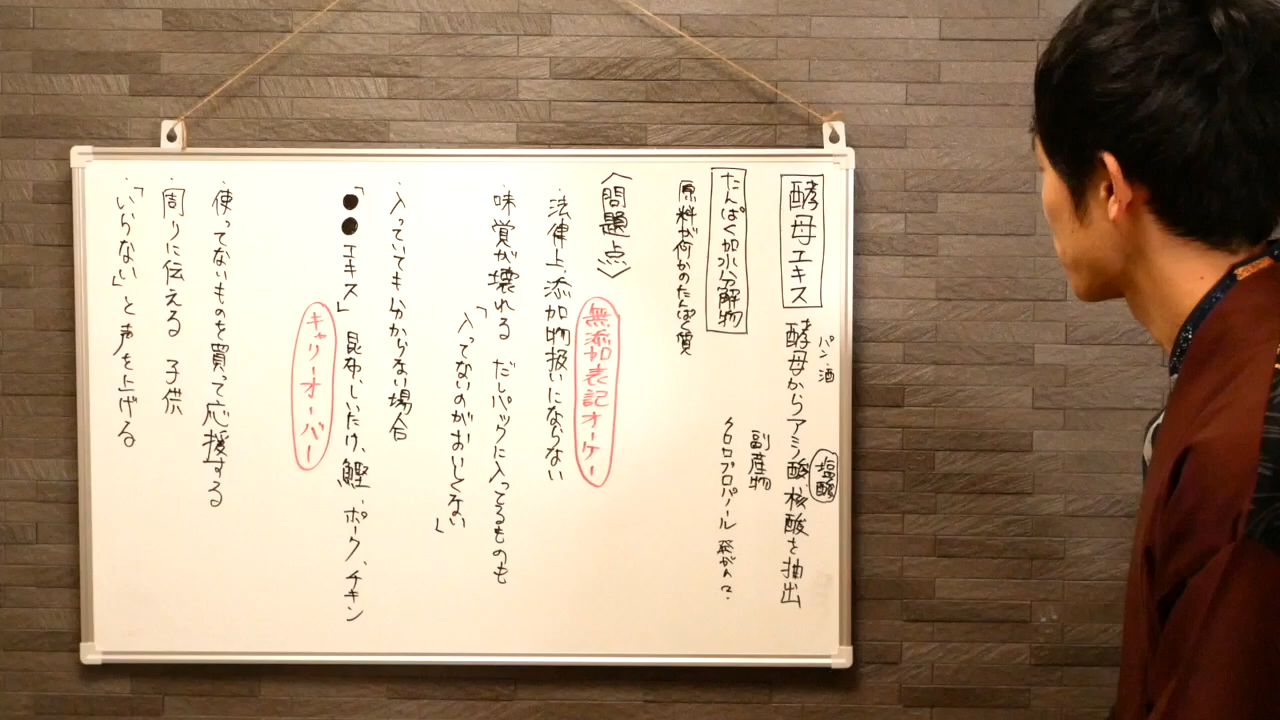 酵母エキス
パン、酒
酵母からアミノ酸、核酸を抽出
塩酸
たんぱく加水分解物
副産物
クロロプロパノール 発がん?
原料が何かのたんぱく質
〈問題点〉
無添加表記オーケー
・法律上、添加物扱いにならない
味覚が壊れる だしパックに入ってるものも
「入ってないのがおいしくない」
・入っていても分からない場合
「●●エキス」 昆布、しいたけ、鰹、ポーク、チキン
キャリーオーバー
・使ってないものを買って応援する
・周りに伝える 子供
・「いらない」と声を上げる